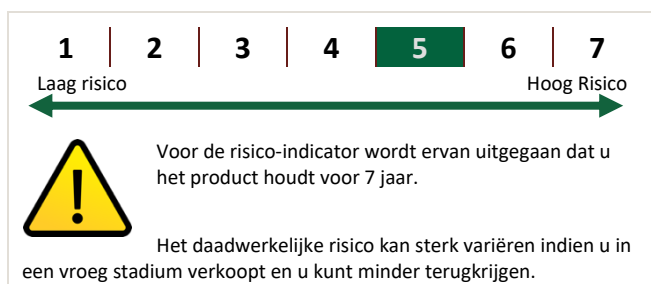 1 2 3 4 5 6 7
Laag risico Hoog Risico
Voor de risico-indicator wordt ervan uitgegaan dat u
het product houdt voor 7 jaar.
Het daadwerkelijke risico kan sterk variëren indien u in
een vroeg stadium verkoopt en u kunt minder terugkrijgen.